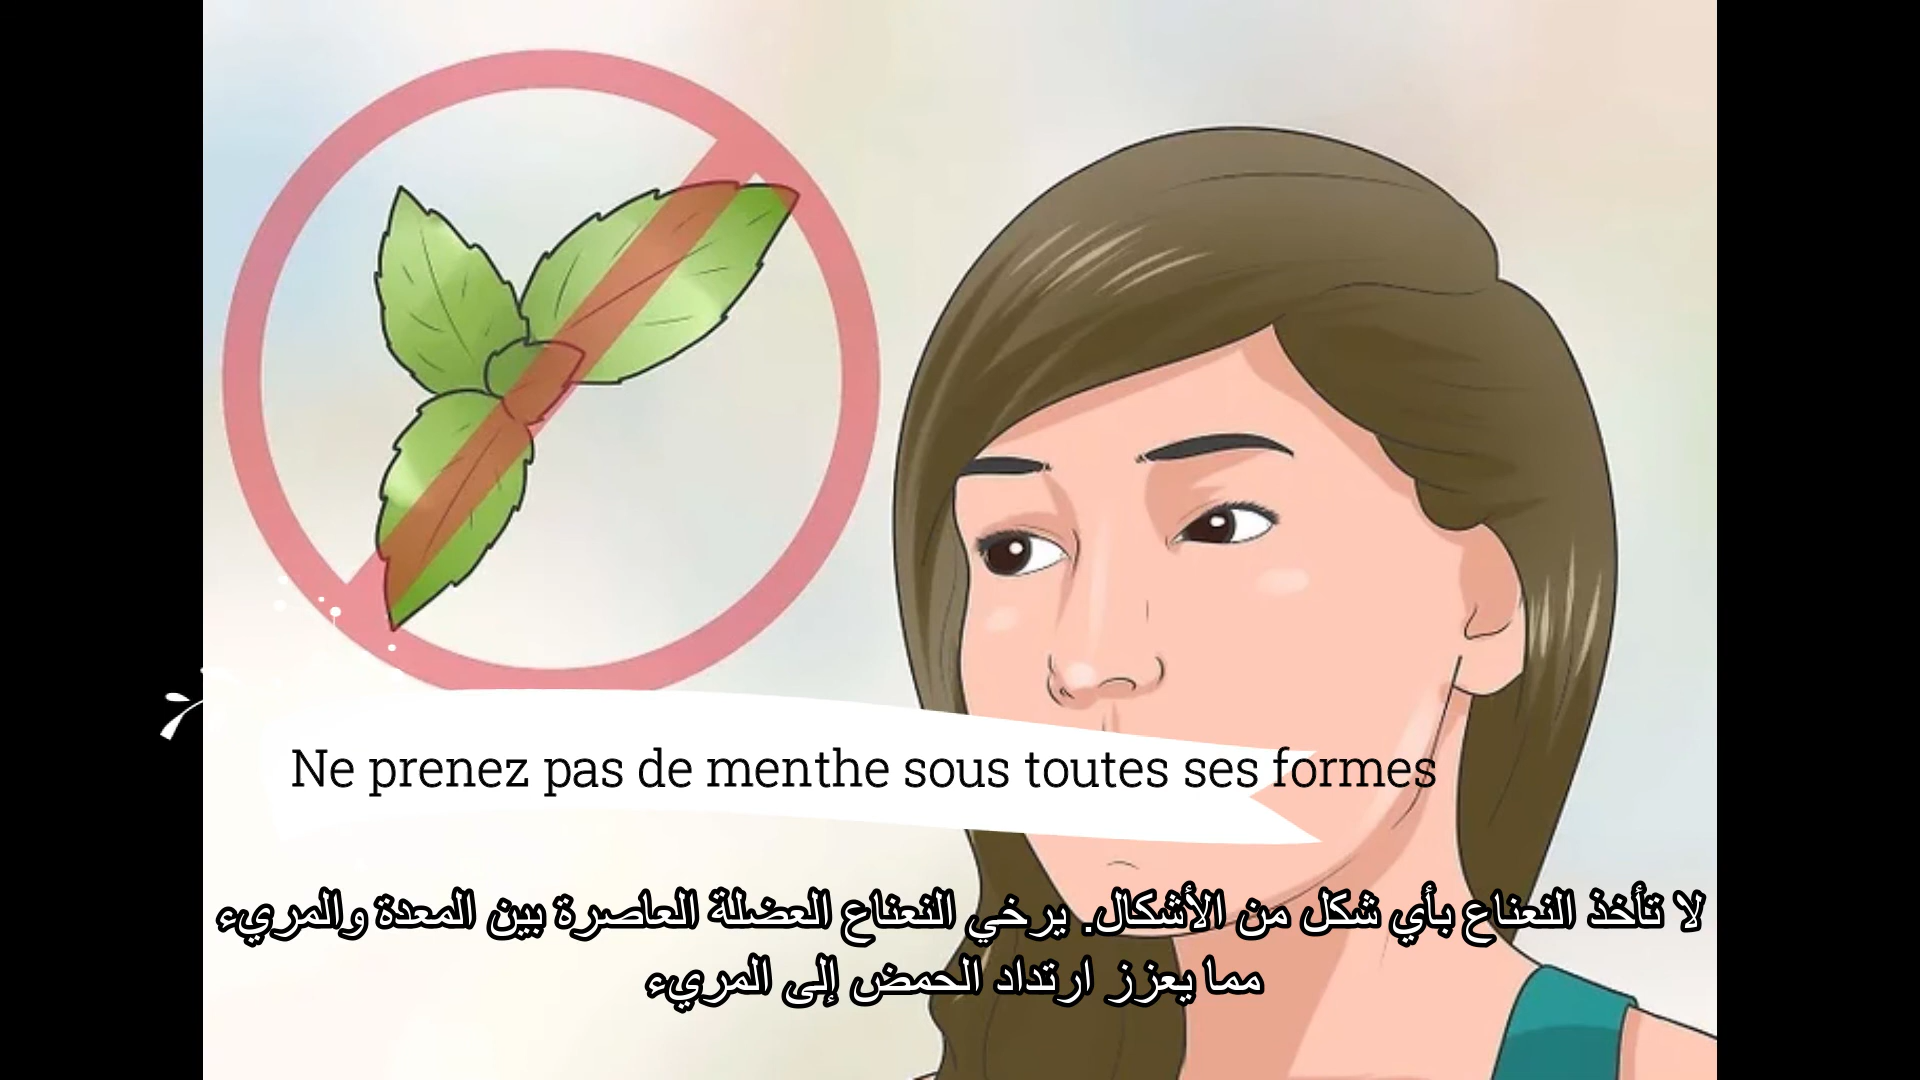 Ne prenez pas de menthe sous toutes ses formes
لا تأخذ النعناع بأي شكل من الأشكال. يرخي النعناع العضلة العاصرة بين المعدة والمريء
مما يعزز ارتداد الحمض إلى المريء